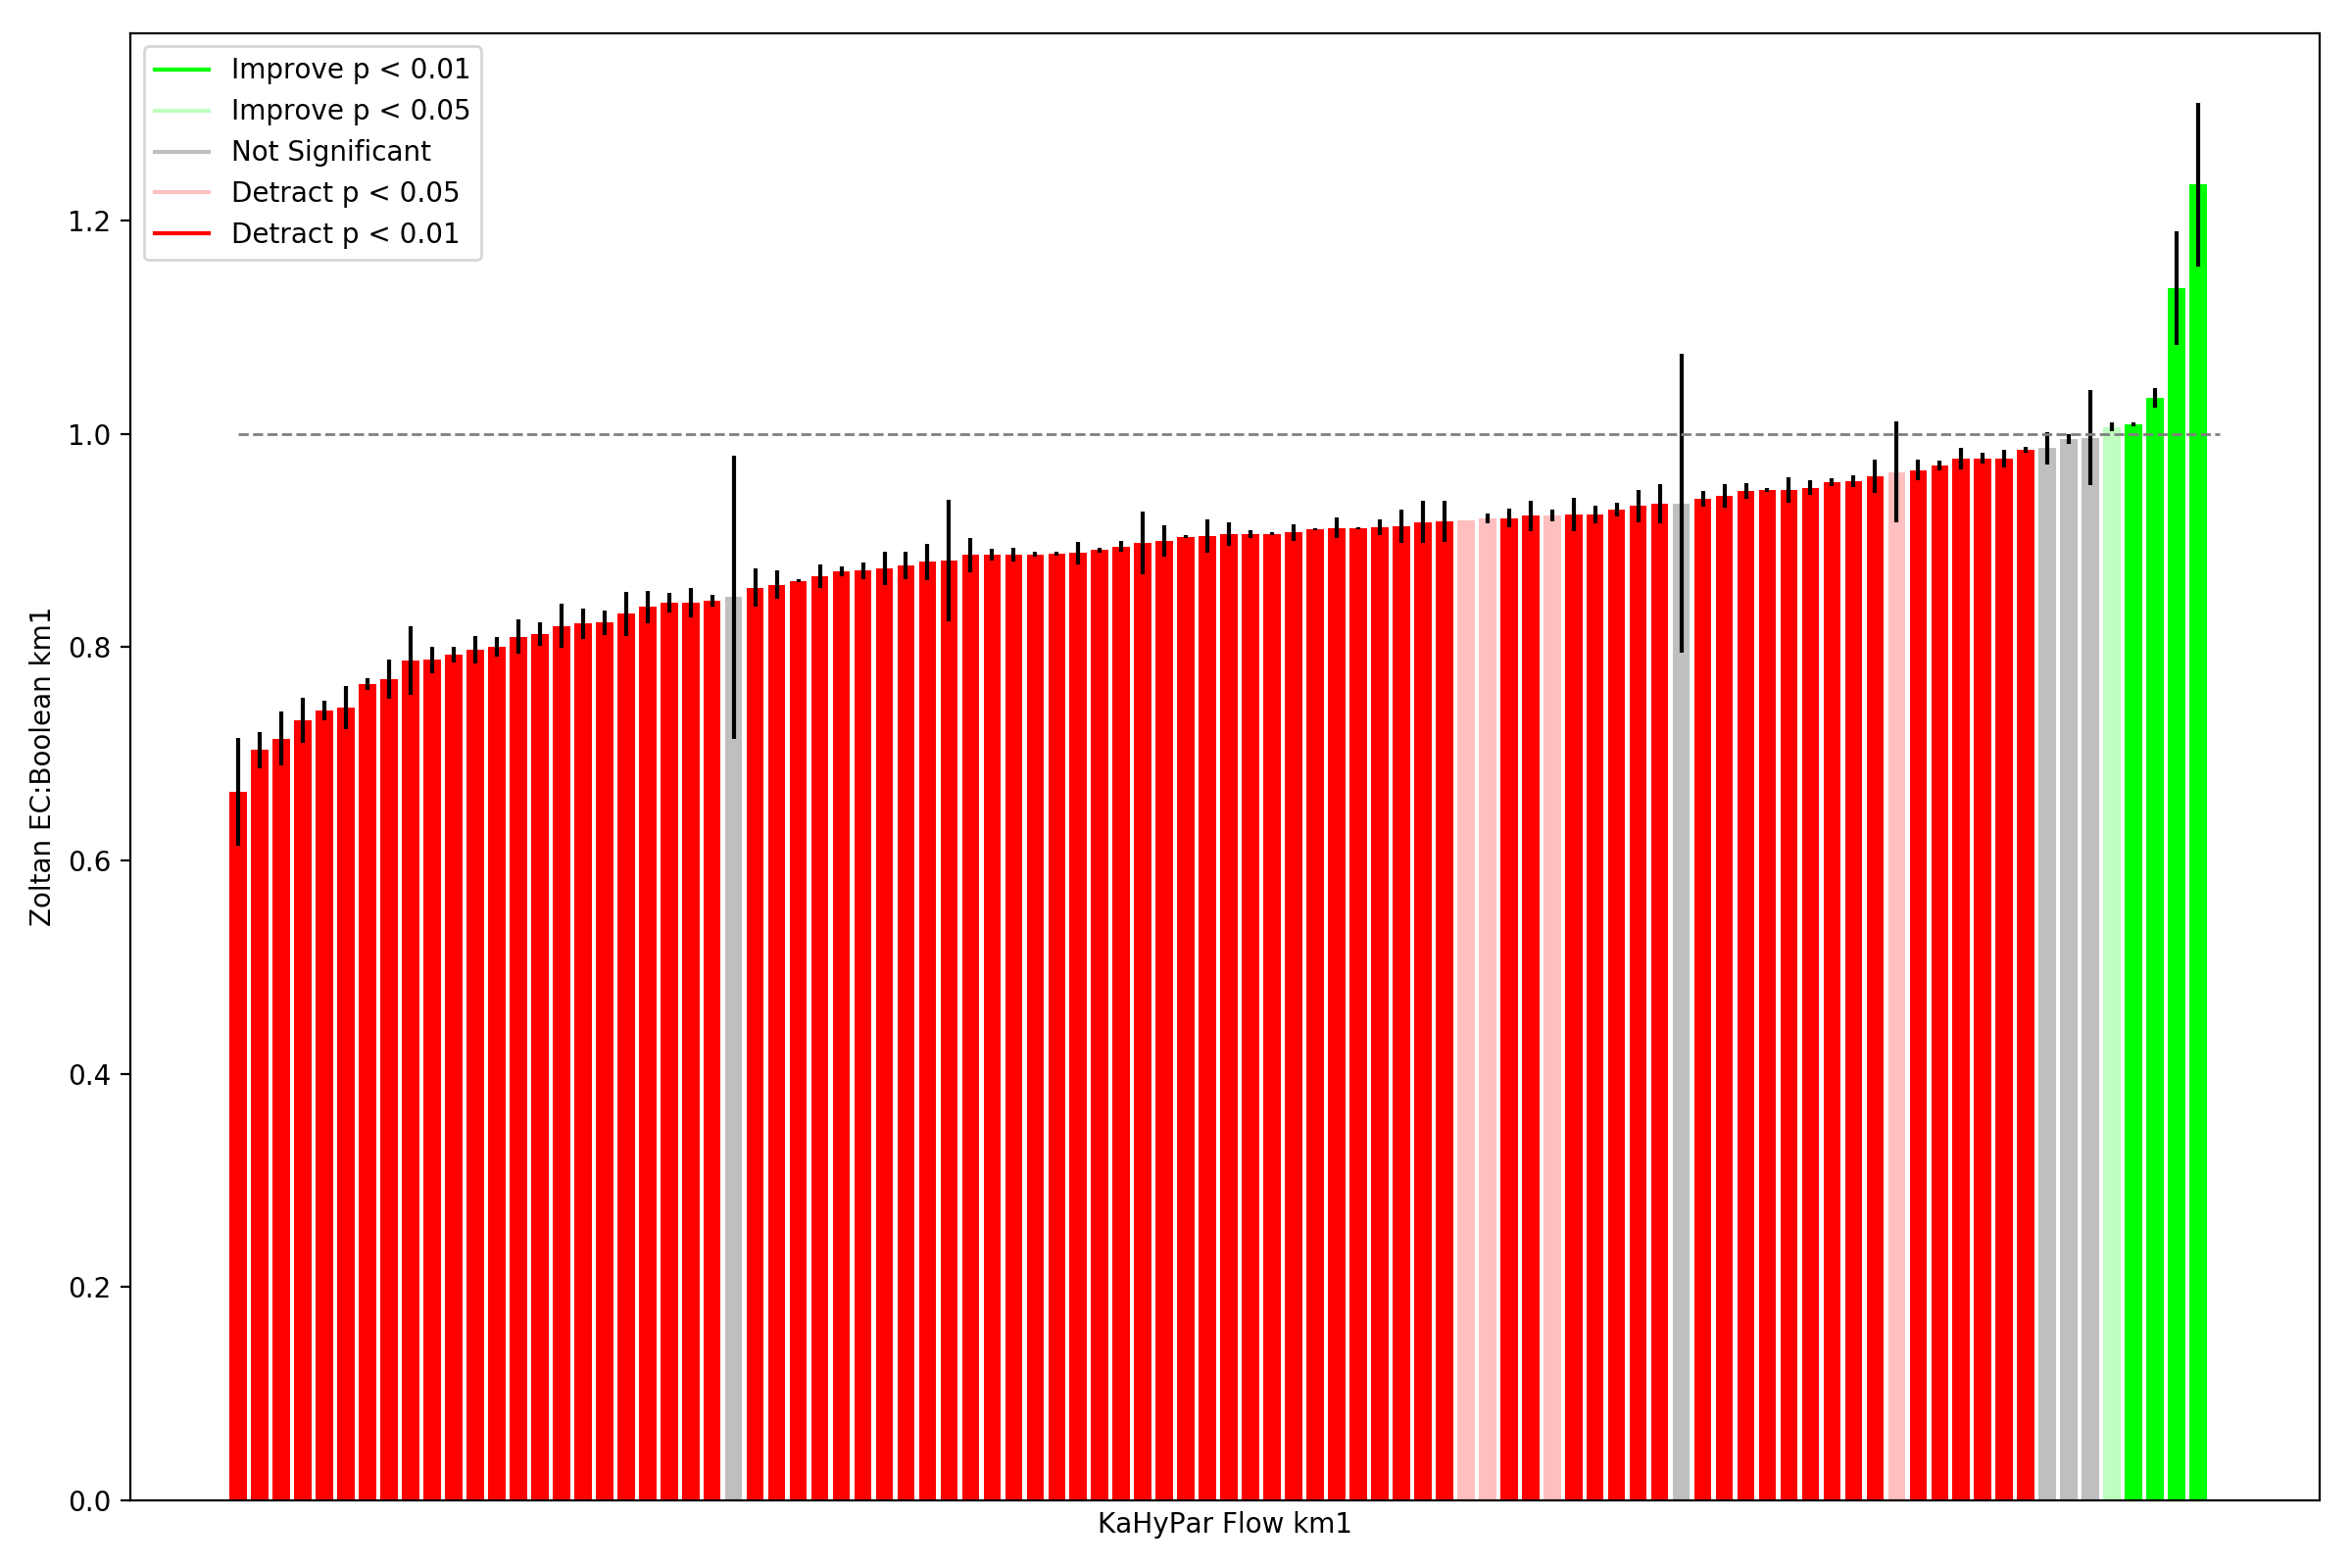 Improve p < 0.01
Improve p < 0.05
Not Significant
Detract p < 0.05
Detract p < 0.01
1.2
1.0
0.8
0.6
0.4
0.2
0.0
Zoltan EC:Boolean km1
KaHyPar Flow km1